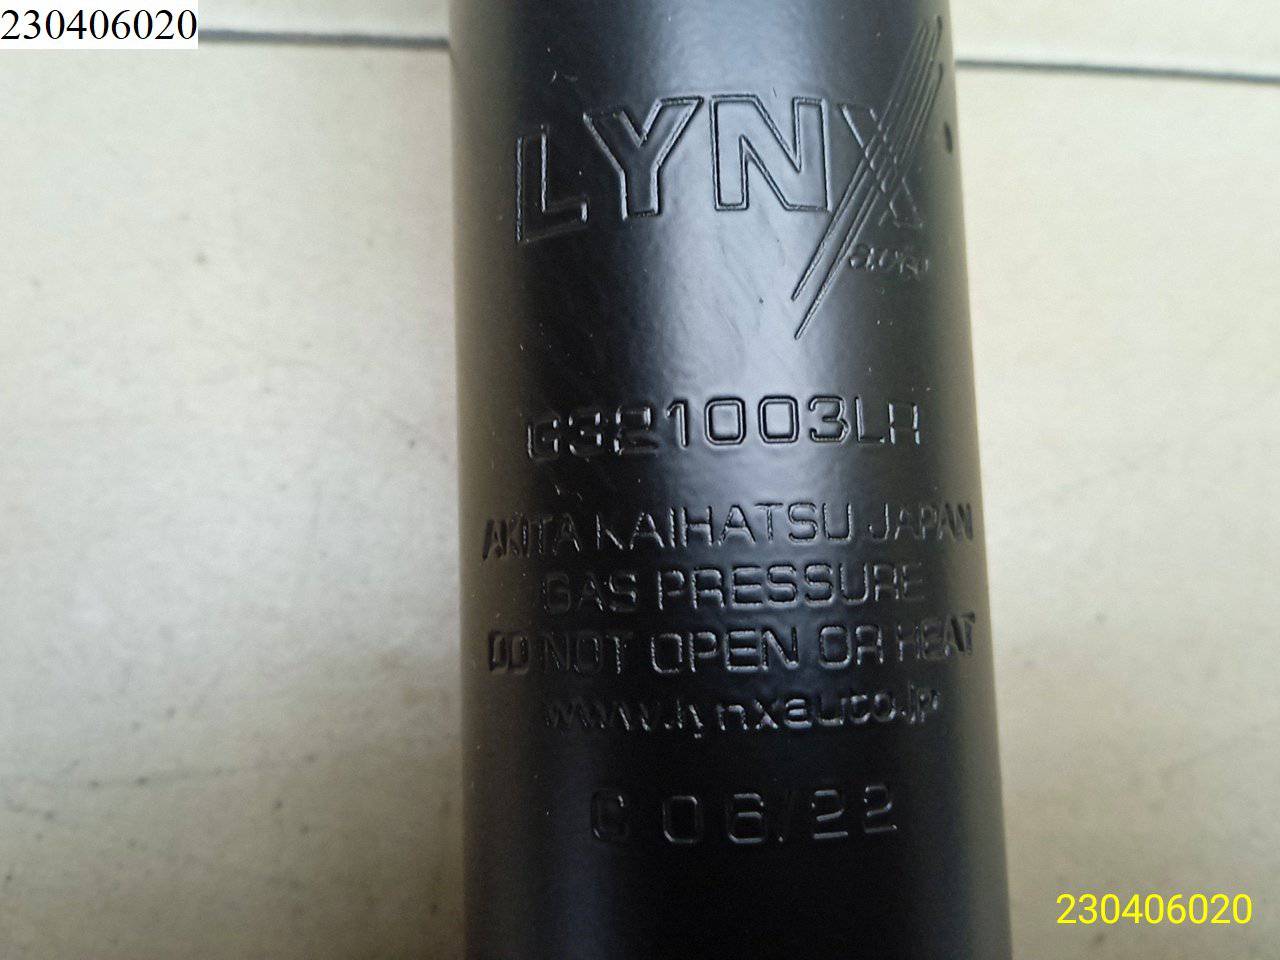 230406020
LYNX
auto
G321003LR
AKITA KAIHATSU JAPAN
GAS PRESSURE
DO NOT OPEN OR HEAT
www.lynxauto.jp
C 06/22
230406020